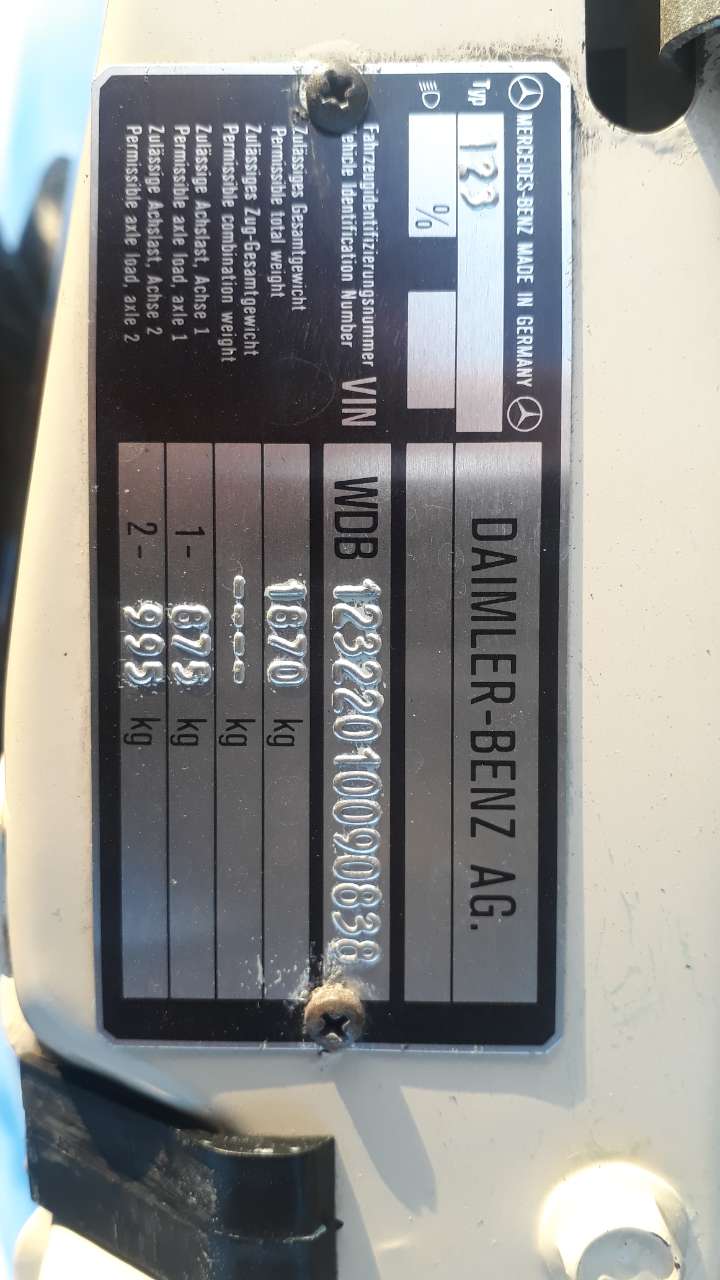 MERCEDES-BENZ MADE IN GERMANY
Typ 123
%
DAIMLER-BENZ AG.
Fahrzeugidentifizierungsnummer
Vehicle Identification Number VIN WDB 12322010090838
Zulässiges Gesamtgewicht
Permissible total weight 1870 kg
Zulässiges Zug-Gesamtgewicht
Permissible combination weight ---- kg
Zulässige Achslast, Achse 1
Permissible axle load, axle 1 1- 875 kg
Zulässige Achslast, Achse 2
Permissible axle load, axle 2 2- 995 kg